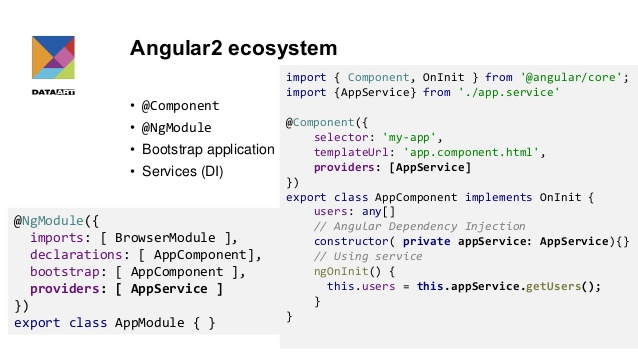 Angular2 ecosystem
DATAART
• @Component
• @NgModule
• Bootstrap application
• Services (DI)
@NgModule({
  imports: [ BrowserModule ],
  declarations: [ AppComponent],
  bootstrap: [ AppComponent ],
  providers: [ AppService ]
})
export class AppModule { }
import { Component, OnInit } from '@angular/core';
import {AppService} from './app.service'

@Component({
    selector: 'my-app',
    templateUrl: 'app.component.html',
    providers: [AppService]
})
export class AppComponent implements OnInit {
    users: any[]
    // Angular Dependency Injection
    constructor( private appService: AppService){}
    // Using service
    ngOnInit() {
      this.users = this.appService.getUsers();
    }
}